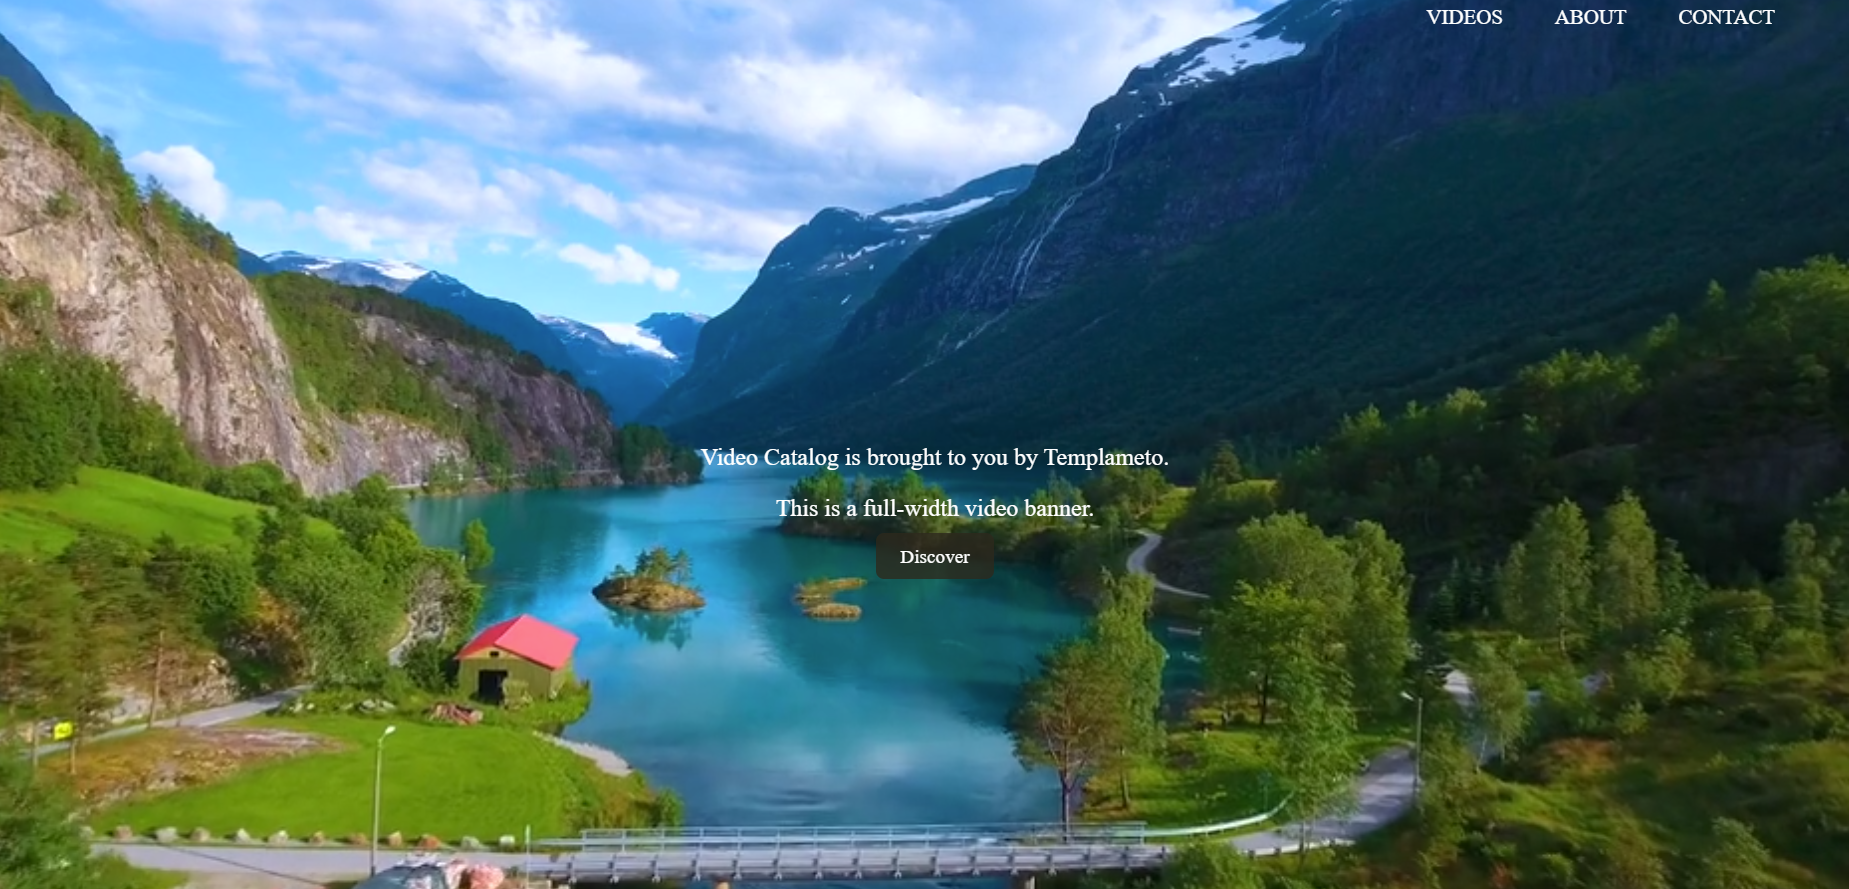 VIDEOS ABOUT CONTACT
Video Catalog is brought to you by Templameto.
This is a full-width video banner.
Discover